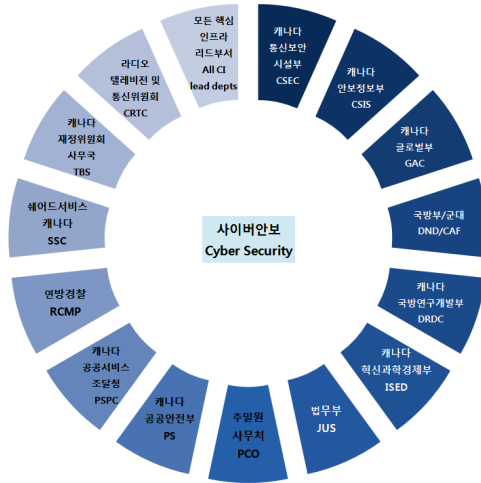 캐나다
통신보안
시설부
CSEC
캐나다
안보정보부
CSIS
캐나다
글로벌부
GAC
국방부/군대
DND/CAF
캐나다
국방연구개발부
DRDC
캐나다
혁신과학경제부
ISED
법무부
JUS
추밀원
사무처
PCO
캐나다
공공안전부
PS
캐나다
공공서비스
조달청
PSPC
연방경찰
RCMP
쉐어드서비스
캐나다
SSC
캐나다
재정위원회
사무국
TBS
라디오
텔레비전 및
통신위원회
CRTC
모든 핵심
인프라
리드부서
All CI
lead depts
사이버안보
Cyber Security